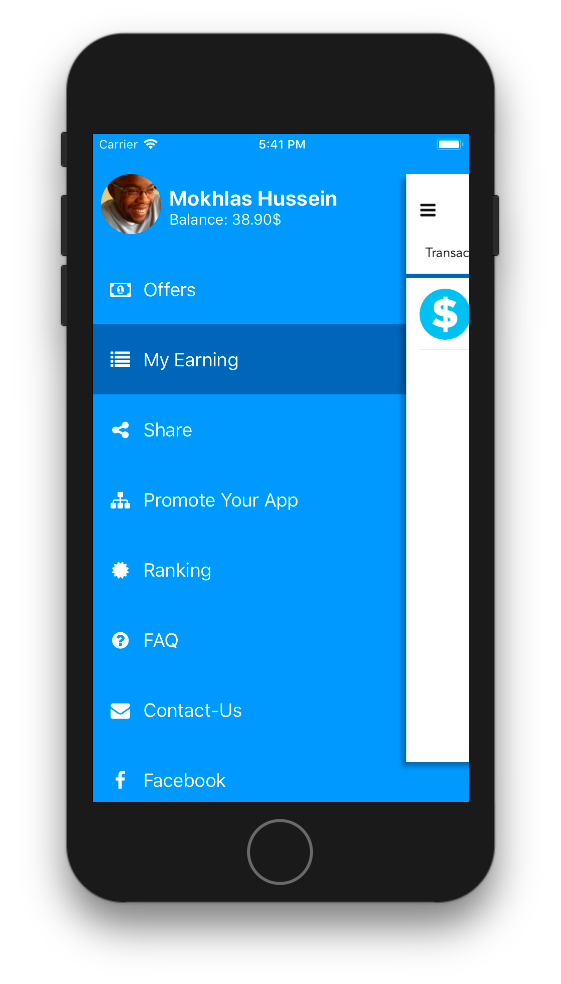 Carrier 5:41 PM
Mokhlas Hussein
Balance: 38.90$
Transac
Offers
$
My Earning
Share
Promote Your App
Ranking
FAQ
Contact-Us
Facebook